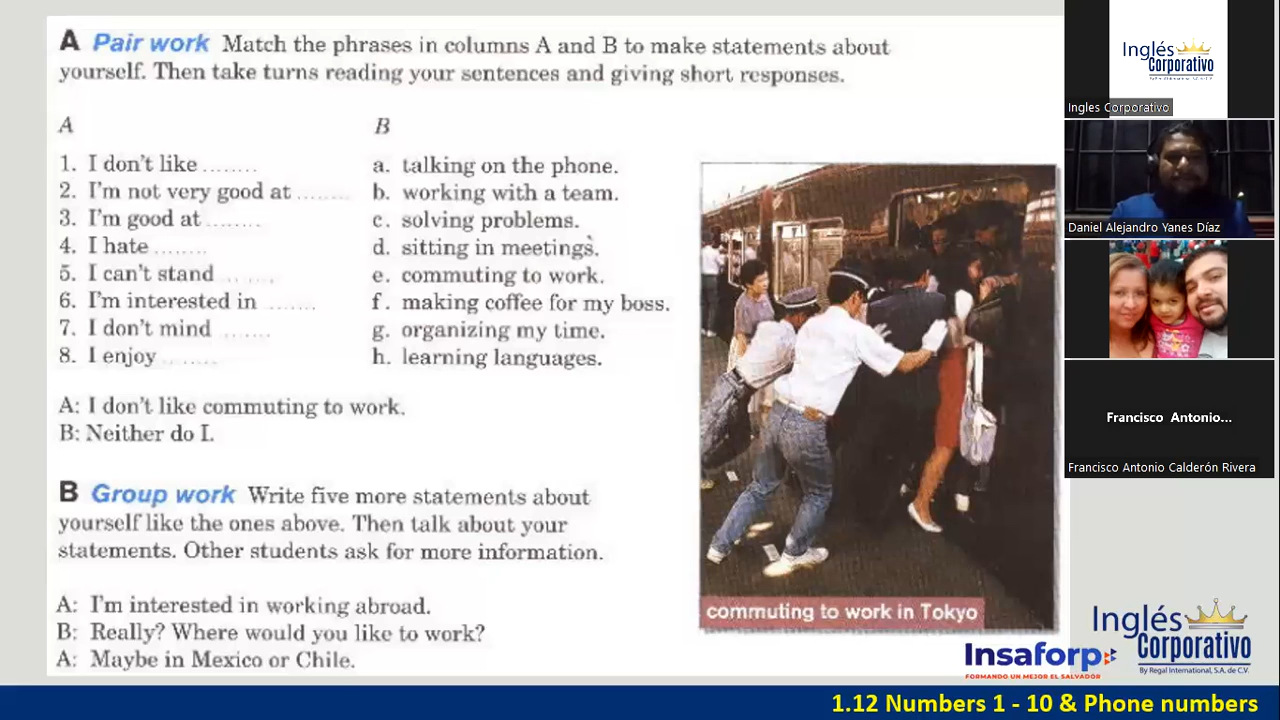 A Pair work Match the phrases in columns A and B to make statements about
yourself. Then take turns reading your sentences and giving short responses.
A
B
1. I don't like ........
a. talking on the phone.
2. I'm not very good at ........
b. working with a team.
3. I'm good at ........
c. solving problems.
4. I hate ........
d. sitting in meetings.
5. I can't stand ........
e. commuting to work.
6. I'm interested in ........
f. making coffee for my boss.
7. I don't mind ........
g. organizing my time.
8. I enjoy ........
h. learning languages.
A: I don't like commuting to work.
B: Neither do I.
B Group work Write five more statements about
yourself like the ones above. Then talk about your
statements. Other students ask for more information.
A: I'm interested in working abroad.
B: Really? Where would you like to work?
A: Maybe in Mexico or Chile.
commuting to work in Tokyo
Inglés
Corporativo
Ingles Corporativo
Daniel Alejandro Yanes Díaz
Francisco Antonio...
Francisco Antonio Calderón Rivera
Insaforp
FORMANDO UN MEJOR EL SALVADOR
Inglés
Corporativo
By Regal International, S.A. de C.V.
1.12 Numbers 1 - 10 & Phone numbers